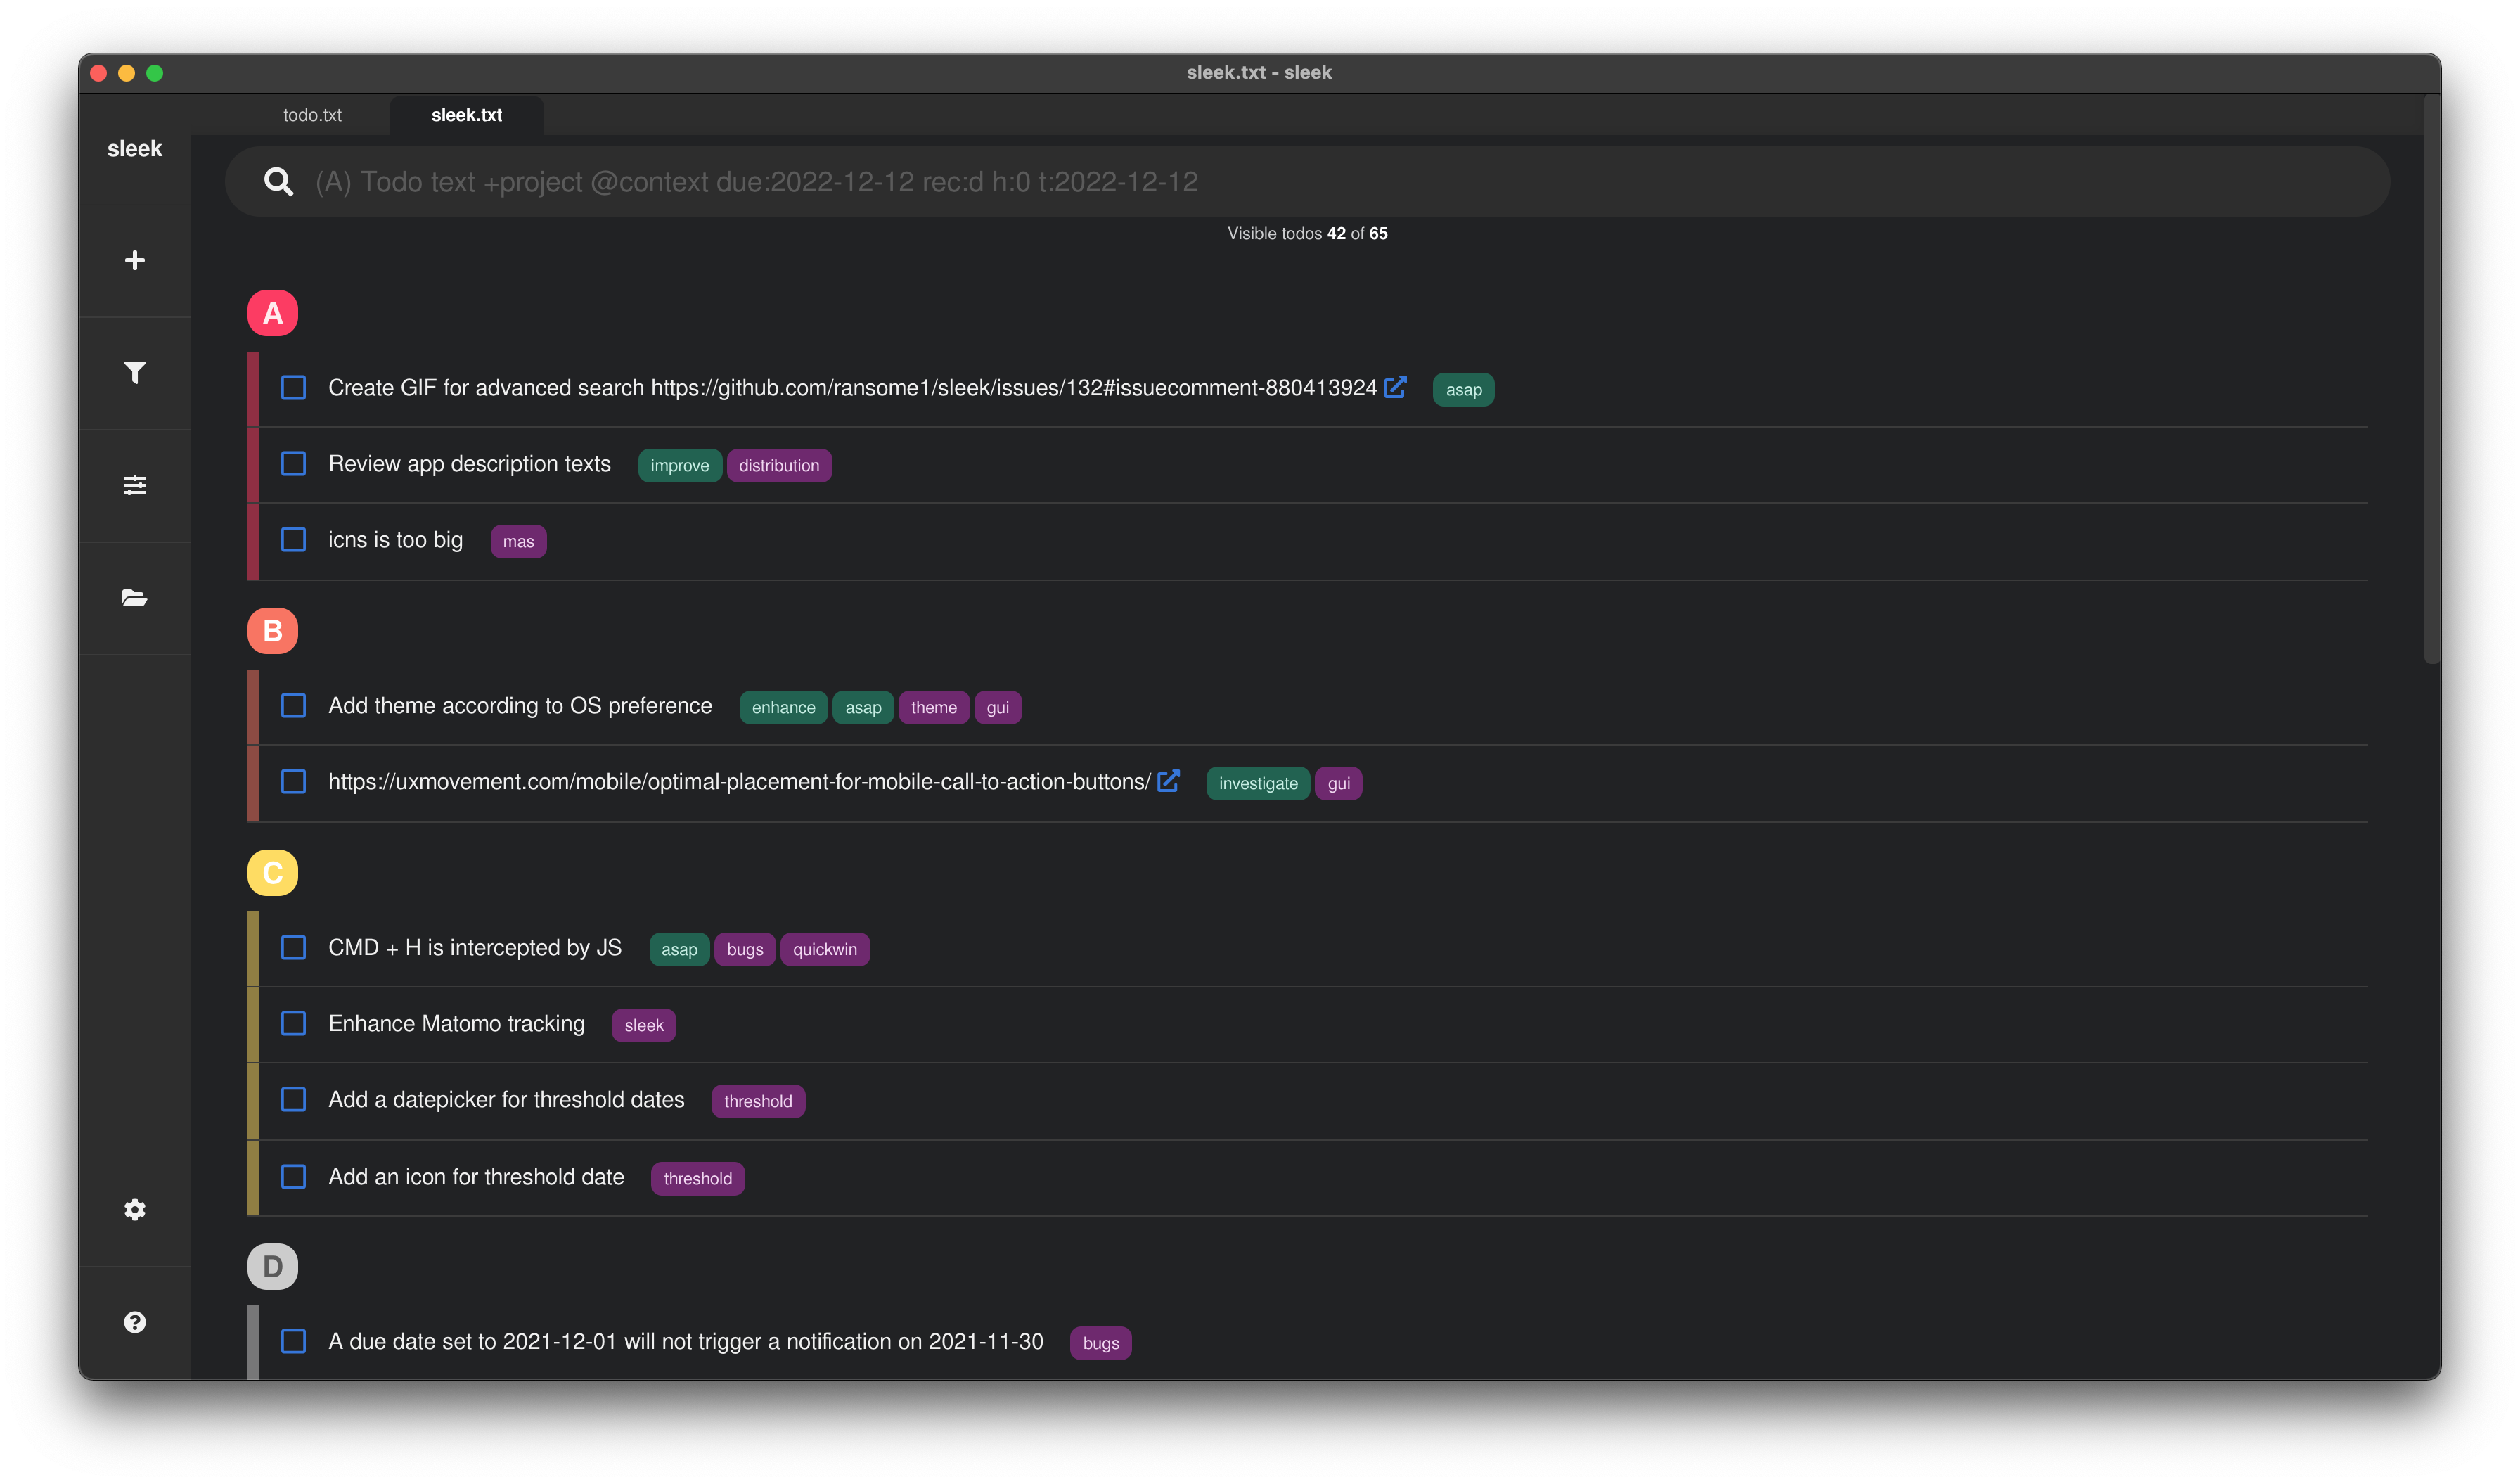 sleek.txt - sleek
todo.txt sleek.txt
sleek
(A) Todo text +project @context due:2022-12-12 rec:d h:0 t:2022-12-12
Visible todos 42 of 65
A
Create GIF for advanced search https://github.com/ransome1/sleek/issues/132#issuecomment-880413924 asap
Review app description texts improve distribution
icns is too big mas
B
Add theme according to OS preference enhance asap theme gui
https://uxmovement.com/mobile/optimal-placement-for-mobile-call-to-action-buttons/ investigate gui
C
CMD + H is intercepted by JS asap bugs quickwin
Enhance Matomo tracking sleek
Add a datepicker for threshold dates threshold
Add an icon for threshold date threshold
D
A due date set to 2021-12-01 will not trigger a notification on 2021-11-30 bugs